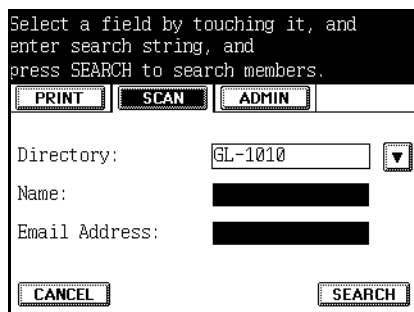 Select a field by touching it, and
enter search string, and
press SEARCH to search members.
PRINT SCAN ADMIN
Directory: GL-1010
Name:
Email Address:
CANCEL SEARCH